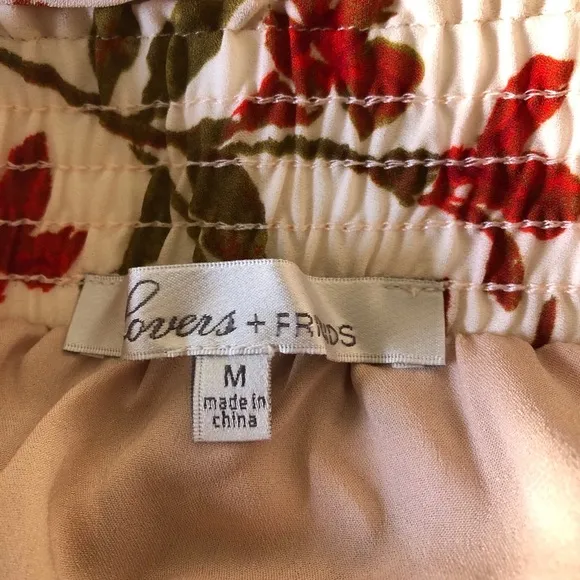 Lovers + FRIENDS
M
made in
china